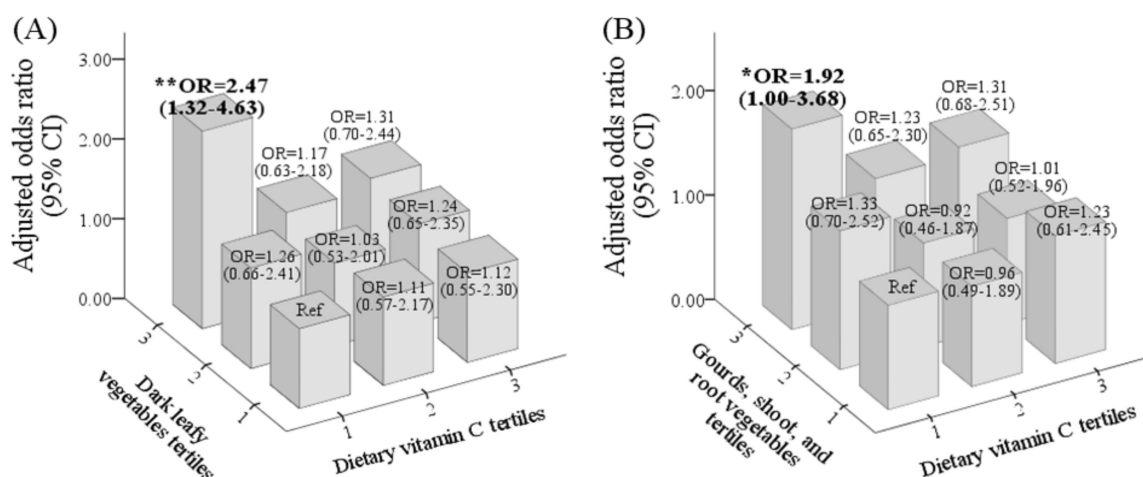 (A)
Adjusted odds ratio
(95% CI)
3.00
2.00
1.00
0.00
**OR=2.47
(1.32-4.63)
OR=1.17
(0.63-2.18)
OR=1.31
(0.70-2.44)
OR=1.26
(0.66-2.41)
OR=1.03
(0.53-2.01)
OR=1.24
(0.65-2.35)
Ref
OR=1.11
(0.57-2.17)
OR=1.12
(0.55-2.30)
3
2
1
Dark leafy
vegetables tertiles
1
2
3
Dietary vitamin C tertiles
(B)
Adjusted odds ratio
(95% CI)
2.00
1.00
0.00
*OR=1.92
(1.00-3.68)
OR=1.23
(0.65-2.30)
OR=1.31
(0.68-2.51)
OR=1.33
(0.70-2.52)
OR=0.92
(0.46-1.87)
OR=1.01
(0.52-1.96)
Ref
OR=0.96
(0.49-1.89)
OR=1.23
(0.61-2.45)
3
2
1
Gourds, shoot, and
root vegetables
tertiles
1
2
3
Dietary vitamin C tertiles